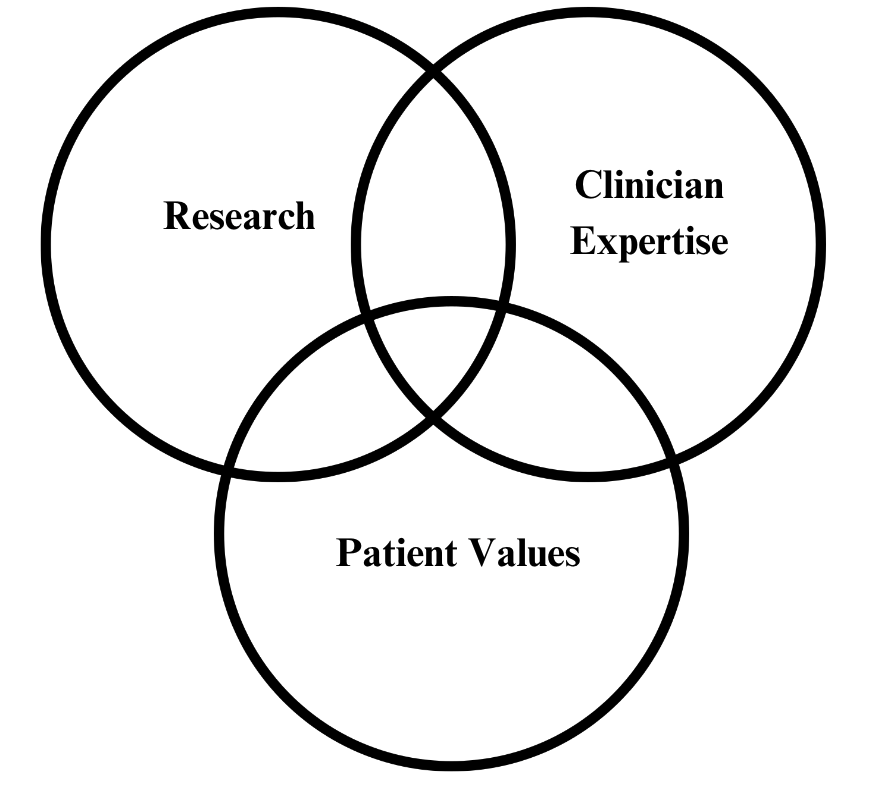 Research
Clinician
Expertise
Patient Values